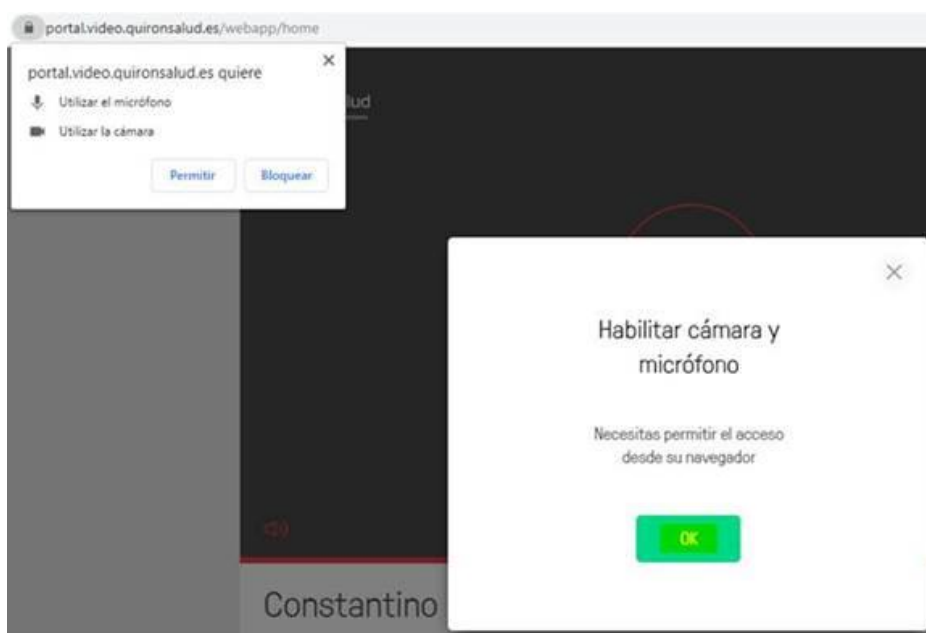 portal.video.quironsalud.es/webapp/home
portal.video.quironsalud.es quiere
Utilizar el micrófono
Utilizar la cámara
Permitir
Bloquear
lud
Habilitar cámara y
micrófono
Necesitas permitir el acceso
desde su navegador
OK
Constantino